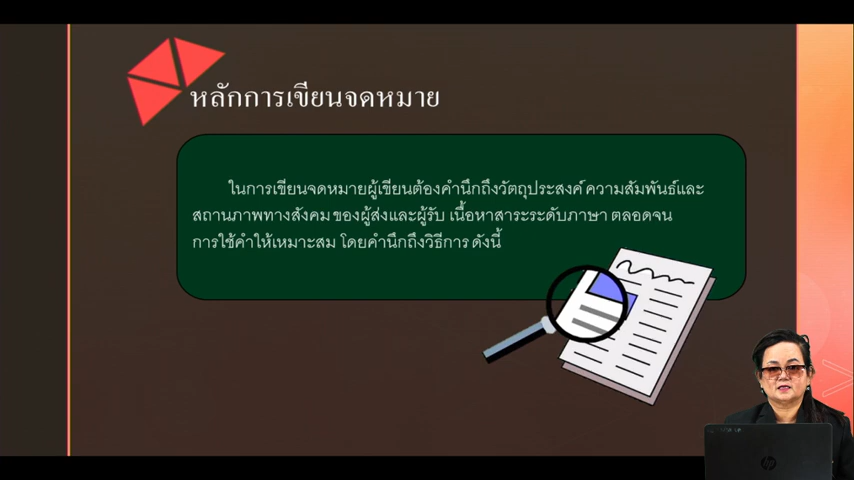 หลักการเขียนจดหมาย
ในการเขียนจดหมายผู้เขียนต้องคำนึกถึงวัตถุประสงค์ ความสัมพันธ์และ
สถานภาพทางสังคม ของผู้ส่งและผู้รับ เนื้อหาสาระระดับภาษา ตลอดจน
การใช้คำให้เหมาะสม โดยคำนึกถึงวิธีการ ดังนี้